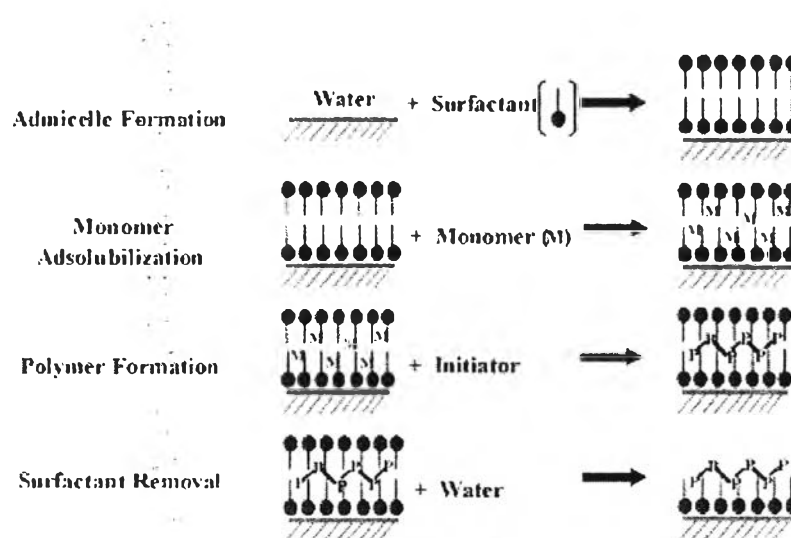 Water + Surfactant
Admicelle Formation
M M M
Monomer + Monomer (M) M M M
Adsolubilization
M M M
P P P P P P
Polymer Formation M M M + Initiator
P P P P P P
Surfactant Removal + Water P P P P P P